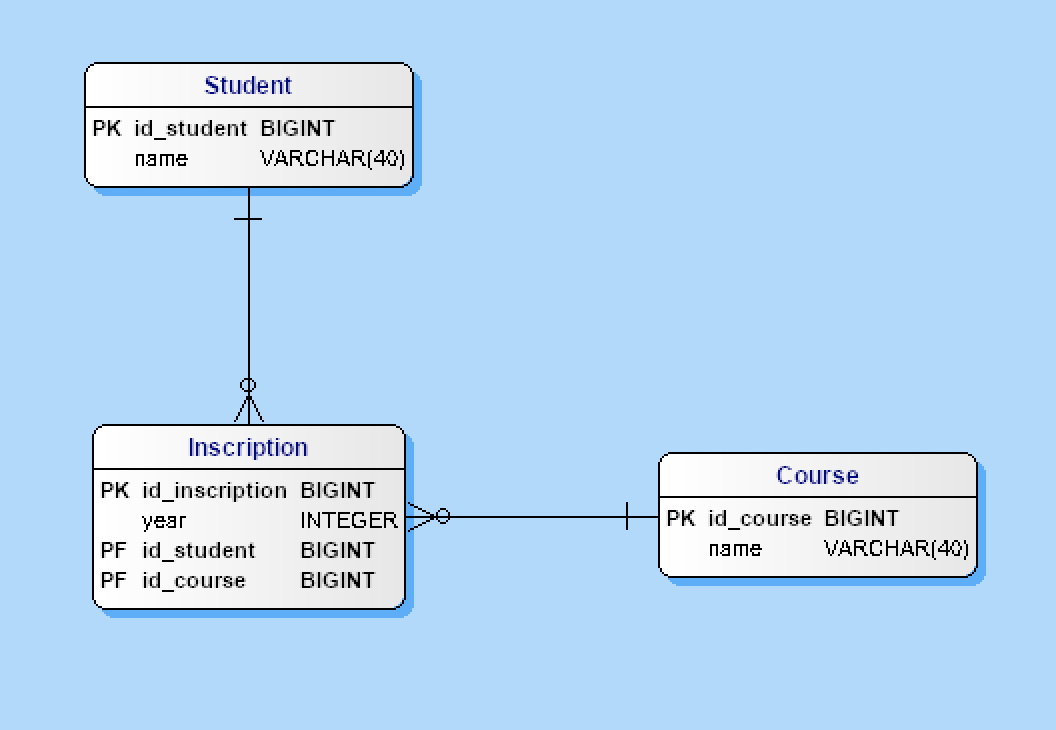 Student
PK id_student BIGINT
name VARCHAR(40)
Inscription
PK id_inscription BIGINT
year INTEGER
PF id_student BIGINT
PF id_course BIGINT
Course
PK id_course BIGINT
name VARCHAR(40)